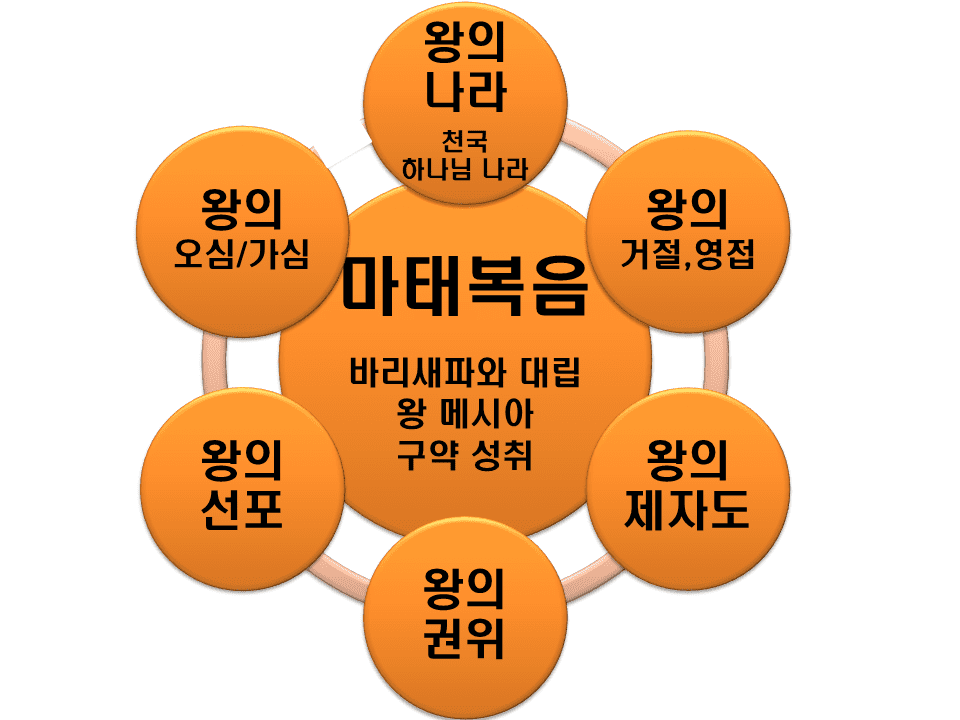 왕의
나라
천국
하나님 나라
왕의
오심/가심
왕의
거절,영접
마태복음
바리새파와 대립
왕 메시아
구약 성취
왕의
선포
왕의
제자도
왕의
권위